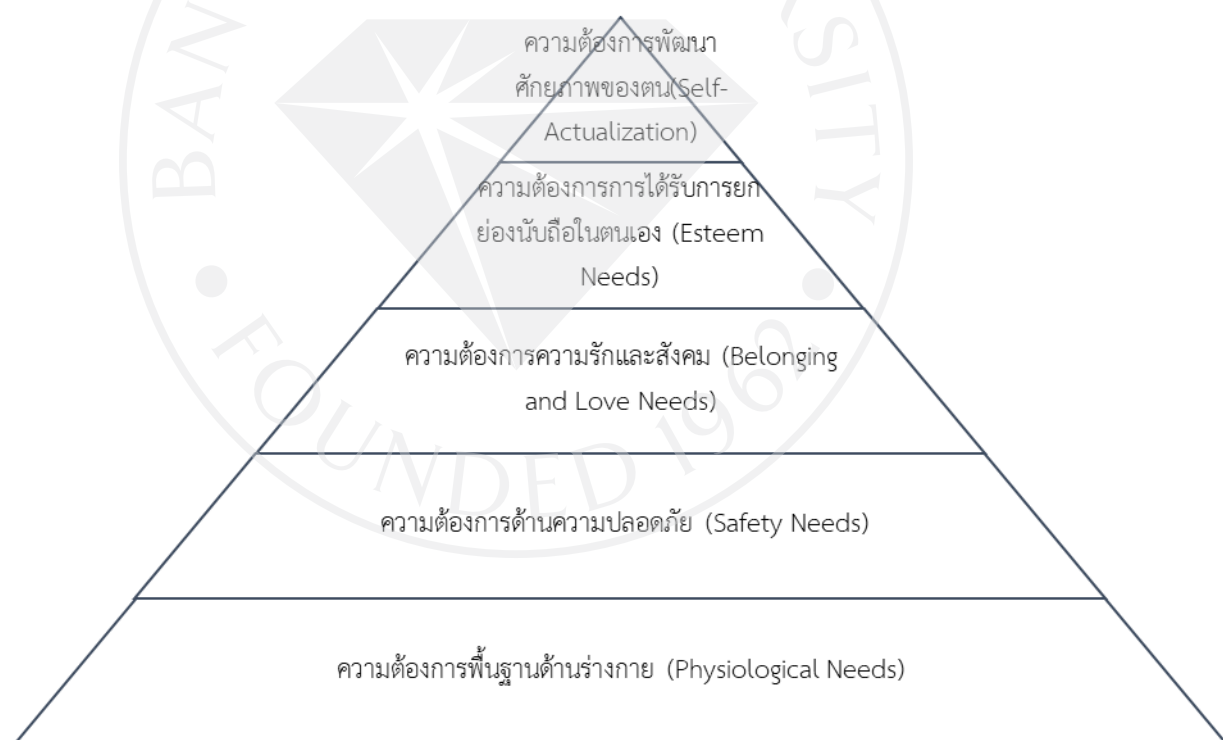 ความต้องการพัฒนา
ศักยภาพของตน(Self-
Actualization)
ความต้องการการได้รับการยก
ย่องนับถือในตนเอง (Esteem
Needs)
ความต้องการความรักและสังคม (Belonging
and Love Needs)
ความต้องการด้านความปลอดภัย (Safety Needs)
ความต้องการพื้นฐานด้านร่างกาย (Physiological Needs)
FOUNDED 1962